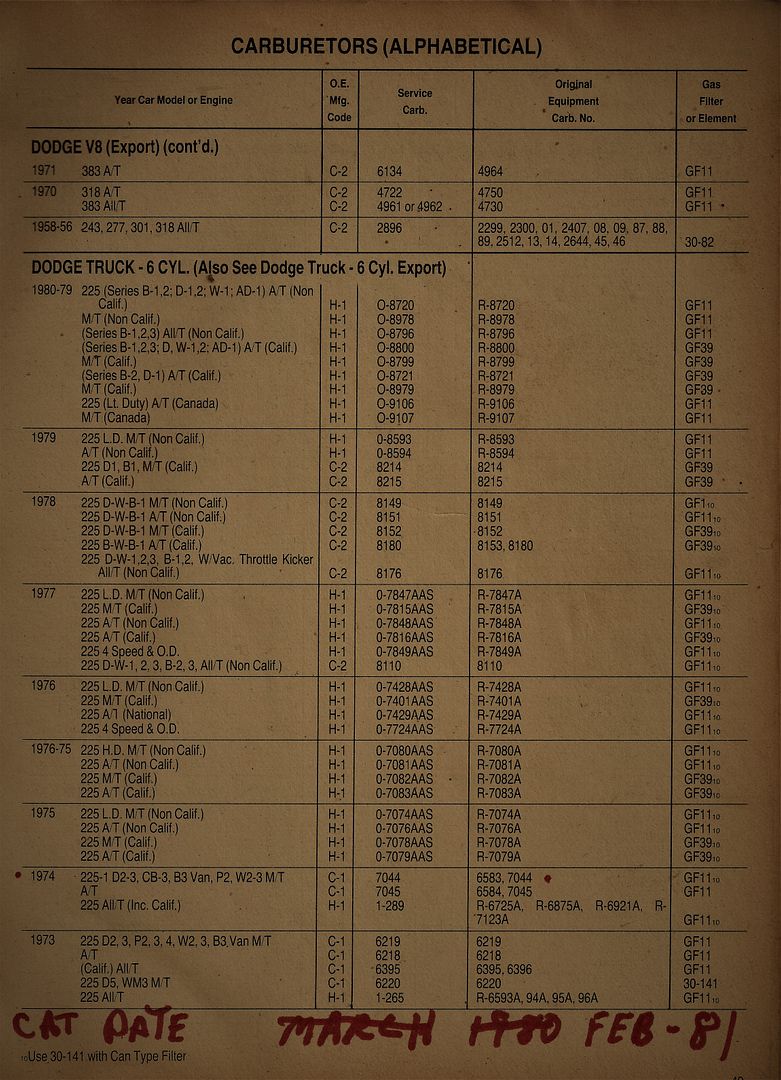 CARBURETORS (ALPHABETICAL)
Year Car Model or Engine O.E. Mfg. Code Service Carb. Original Equipment Carb. No. Gas Filter or Element
DODGE V8 (Export) (cont'd.)
1971 383 A/T C-2 6134 4964 GF11
1970 318 A/T C-2 4722 4750 GF11
383 All/T C-2 4961 or 4962 4730 GF11
1958-56 243, 277, 301, 318 All/T C-2 2896 2299, 2300, 01, 2407, 08, 09, 87, 88,
89, 2512, 13, 14, 2644, 45, 46 30-82
DODGE TRUCK - 6 CYL. (Also See Dodge Truck - 6 Cyl. Export)
1980-79 225 (Series B-1,2; D-1,2; W-1; AD-1) A/T (Non
Calif.) H-1 O-8720 R-8720 GF11
M/T (Non Calif.) H-1 O-8978 R-8978 GF11
(Series B-1,2,3) All/T (Non Calif.) H-1 O-8796 R-8796 GF11
(Series B-1,2,3; D, W-1,2; AD-1) A/T (Calif.) H-1 O-8800 R-8800 GF39
M/T (Calif.) H-1 O-8799 R-8799 GF39
(Series B-2, D-1) A/T (Calif.) H-1 O-8721 R-8721 GF39
M/T (Calif.) H-1 O-8979 R-8979 GF39
225 (Lt. Duty) A/T (Canada) H-1 O-9106 R-9106 GF11
M/T (Canada) H-1 O-9107 R-9107 GF11
1979 225 L.D. M/T (Non Calif.) H-1 0-8593 R-8593 GF11
A/T (Non Calif.) H-1 0-8594 R-8594 GF11
225 D1, B1, M/T (Calif.) C-2 8214 8214 GF39
A/T (Calif.) C-2 8215 8215 GF39
1978 225 D-W-B-1 M/T (Non Calif.) C-2 8149 8149 GF1₁₀
225 D-W-B-1 A/T (Non Calif.) C-2 8151 8151 GF11₁₀
225 D-W-B-1 M/T (Calif.) C-2 8152 8152 GF39₁₀
225 B-W-B-1 A/T (Calif.) C-2 8180 8153, 8180 GF39₁₀
225 D-W-1,2,3, B-1,2, W/Vac. Throttle Kicker
All/T (Non Calif.) C-2 8176 8176 GF11₁₀
1977 225 L.D. M/T (Non Calif.) H-1 0-7847AAS R-7847A GF11₁₀
225 M/T (Calif.) H-1 0-7815AAS R-7815A GF39₁₀
225 A/T (Non Calif.) H-1 0-7848AAS R-7848A GF11₁₀
225 A/T (Calif.) H-1 0-7816AAS R-7816A GF39₁₀
225 4 Speed & O.D. H-1 0-7849AAS R-7849A GF11₁₀
225 D-W-1, 2, 3, B-2, 3, All/T (Non Calif.) C-2 8110 8110 GF11₁₀
1976 225 L.D. M/T (Non Calif.) H-1 0-7428AAS R-7428A GF11₁₀
225 M/T (Calif.) H-1 0-7401AAS R-7401A GF39₁₀
225 A/T (National) H-1 0-7429AAS R-7429A GF11₁₀
225 4 Speed & O.D. H-1 0-7724AAS R-7724A GF11₁₀
1976-75 225 H.D. M/T (Non Calif.) H-1 0-7080AAS R-7080A GF11₁₀
225 A/T (Non Calif.) H-1 0-7081AAS R-7081A GF11₁₀
225 M/T (Calif.) H-1 0-7082AAS R-7082A GF39₁₀
225 A/T (Calif.) H-1 0-7083AAS R-7083A GF39₁₀
1975 225 L.D. M/T (Non Calif.) H-1 0-7074AAS R-7074A GF11₁₀
225 A/T (Non Calif.) H-1 0-7076AAS R-7076A GF11₁₀
225 M/T (Calif.) H-1 0-7078AAS R-7078A GF39₁₀
225 A/T (Calif.) H-1 0-7079AAS R-7079A GF39₁₀
1974 225-1 D2-3, CB-3, B3 Van, P2, W2-3 M/T C-1 7044 6583, 7044 GF11₁₀
A/T C-1 7045 6584, 7045 GF11
225 All/T (Inc. Calif.) H-1 1-289 R-6725A, R-6875A, R-6921A, R-
7123A GF11₁₀
1973 225 D2, 3, P2, 3, 4, W2, 3, B3 Van M/T C-1 6219 6219 GF11
A/T C-1 6218 6218 GF11
(Calif.) All/T C-1 6395 6395, 6396 GF11
225 D5, WM3 M/T C-1 6220 6220 30-141
225 All/T H-1 1-265 R-6593A, 94A, 95A, 96A GF11₁₀
CAT DATE MARCH 1980 FEB - 81
₁₀Use 30-141 with Can Type Filter